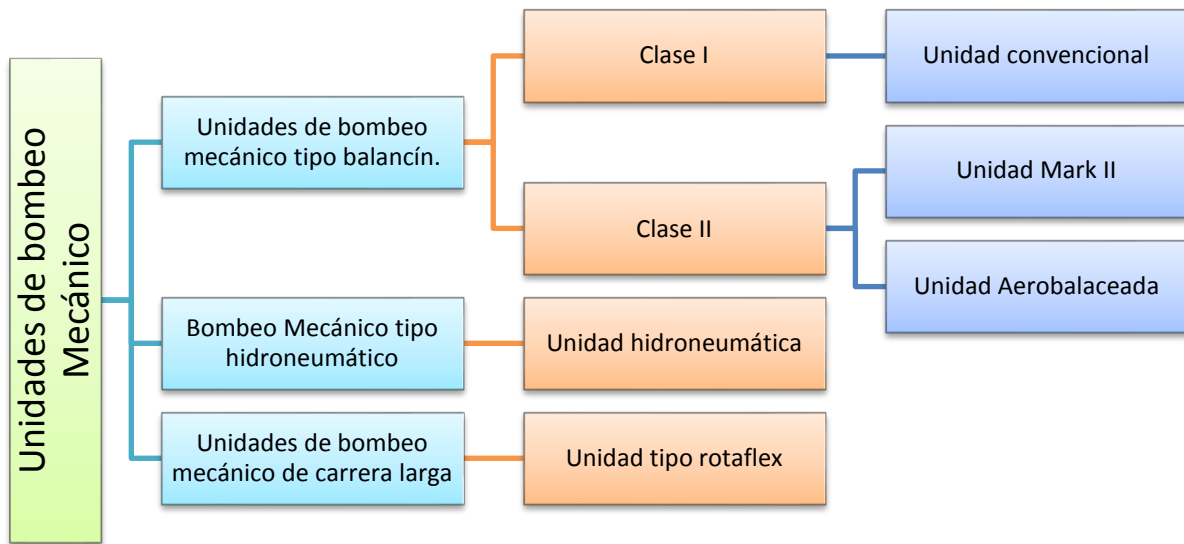 Unidades de bombeo
Mecánico
Unidades de bombeo
mecánico tipo balancín.
Clase I
Unidad convencional
Clase II
Unidad Mark II
Unidad Aerobalaceada
Bombeo Mecánico tipo
hidroneumático
Unidad hidroneumática
Unidades de bombeo
mecánico de carrera larga
Unidad tipo rotaflex